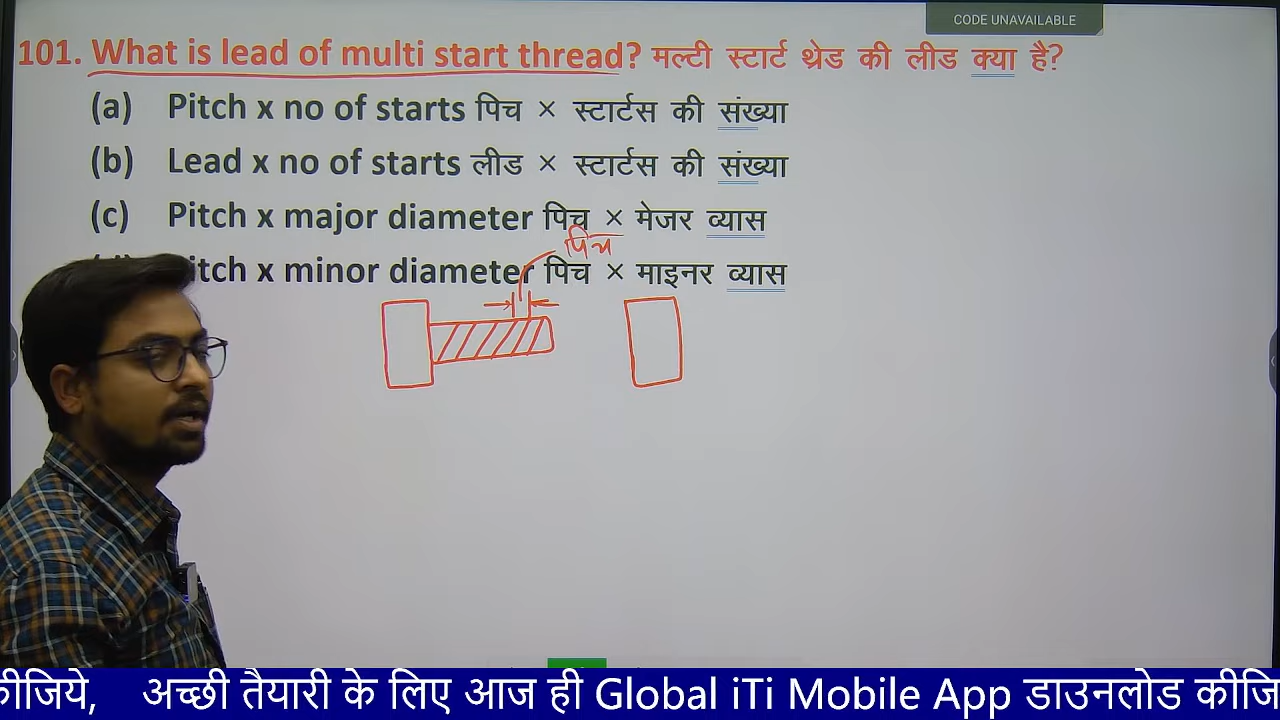 CODE UNAVAILABLE
101. What is lead of multi start thread? मल्टी स्टार्ट थ्रेड की लीड क्या है?
(a) Pitch x no of starts पिच × स्टार्टस की संख्या
(b) Lead x no of starts लीड × स्टार्टस की संख्या
(c) Pitch x major diameter पिच × मेजर व्यास
पिच
itch x minor diameter पिच × माइनर व्यास
कीजिये, अच्छी तैयारी के लिए आज ही Global iTi Mobile App डाउनलोड कीजि